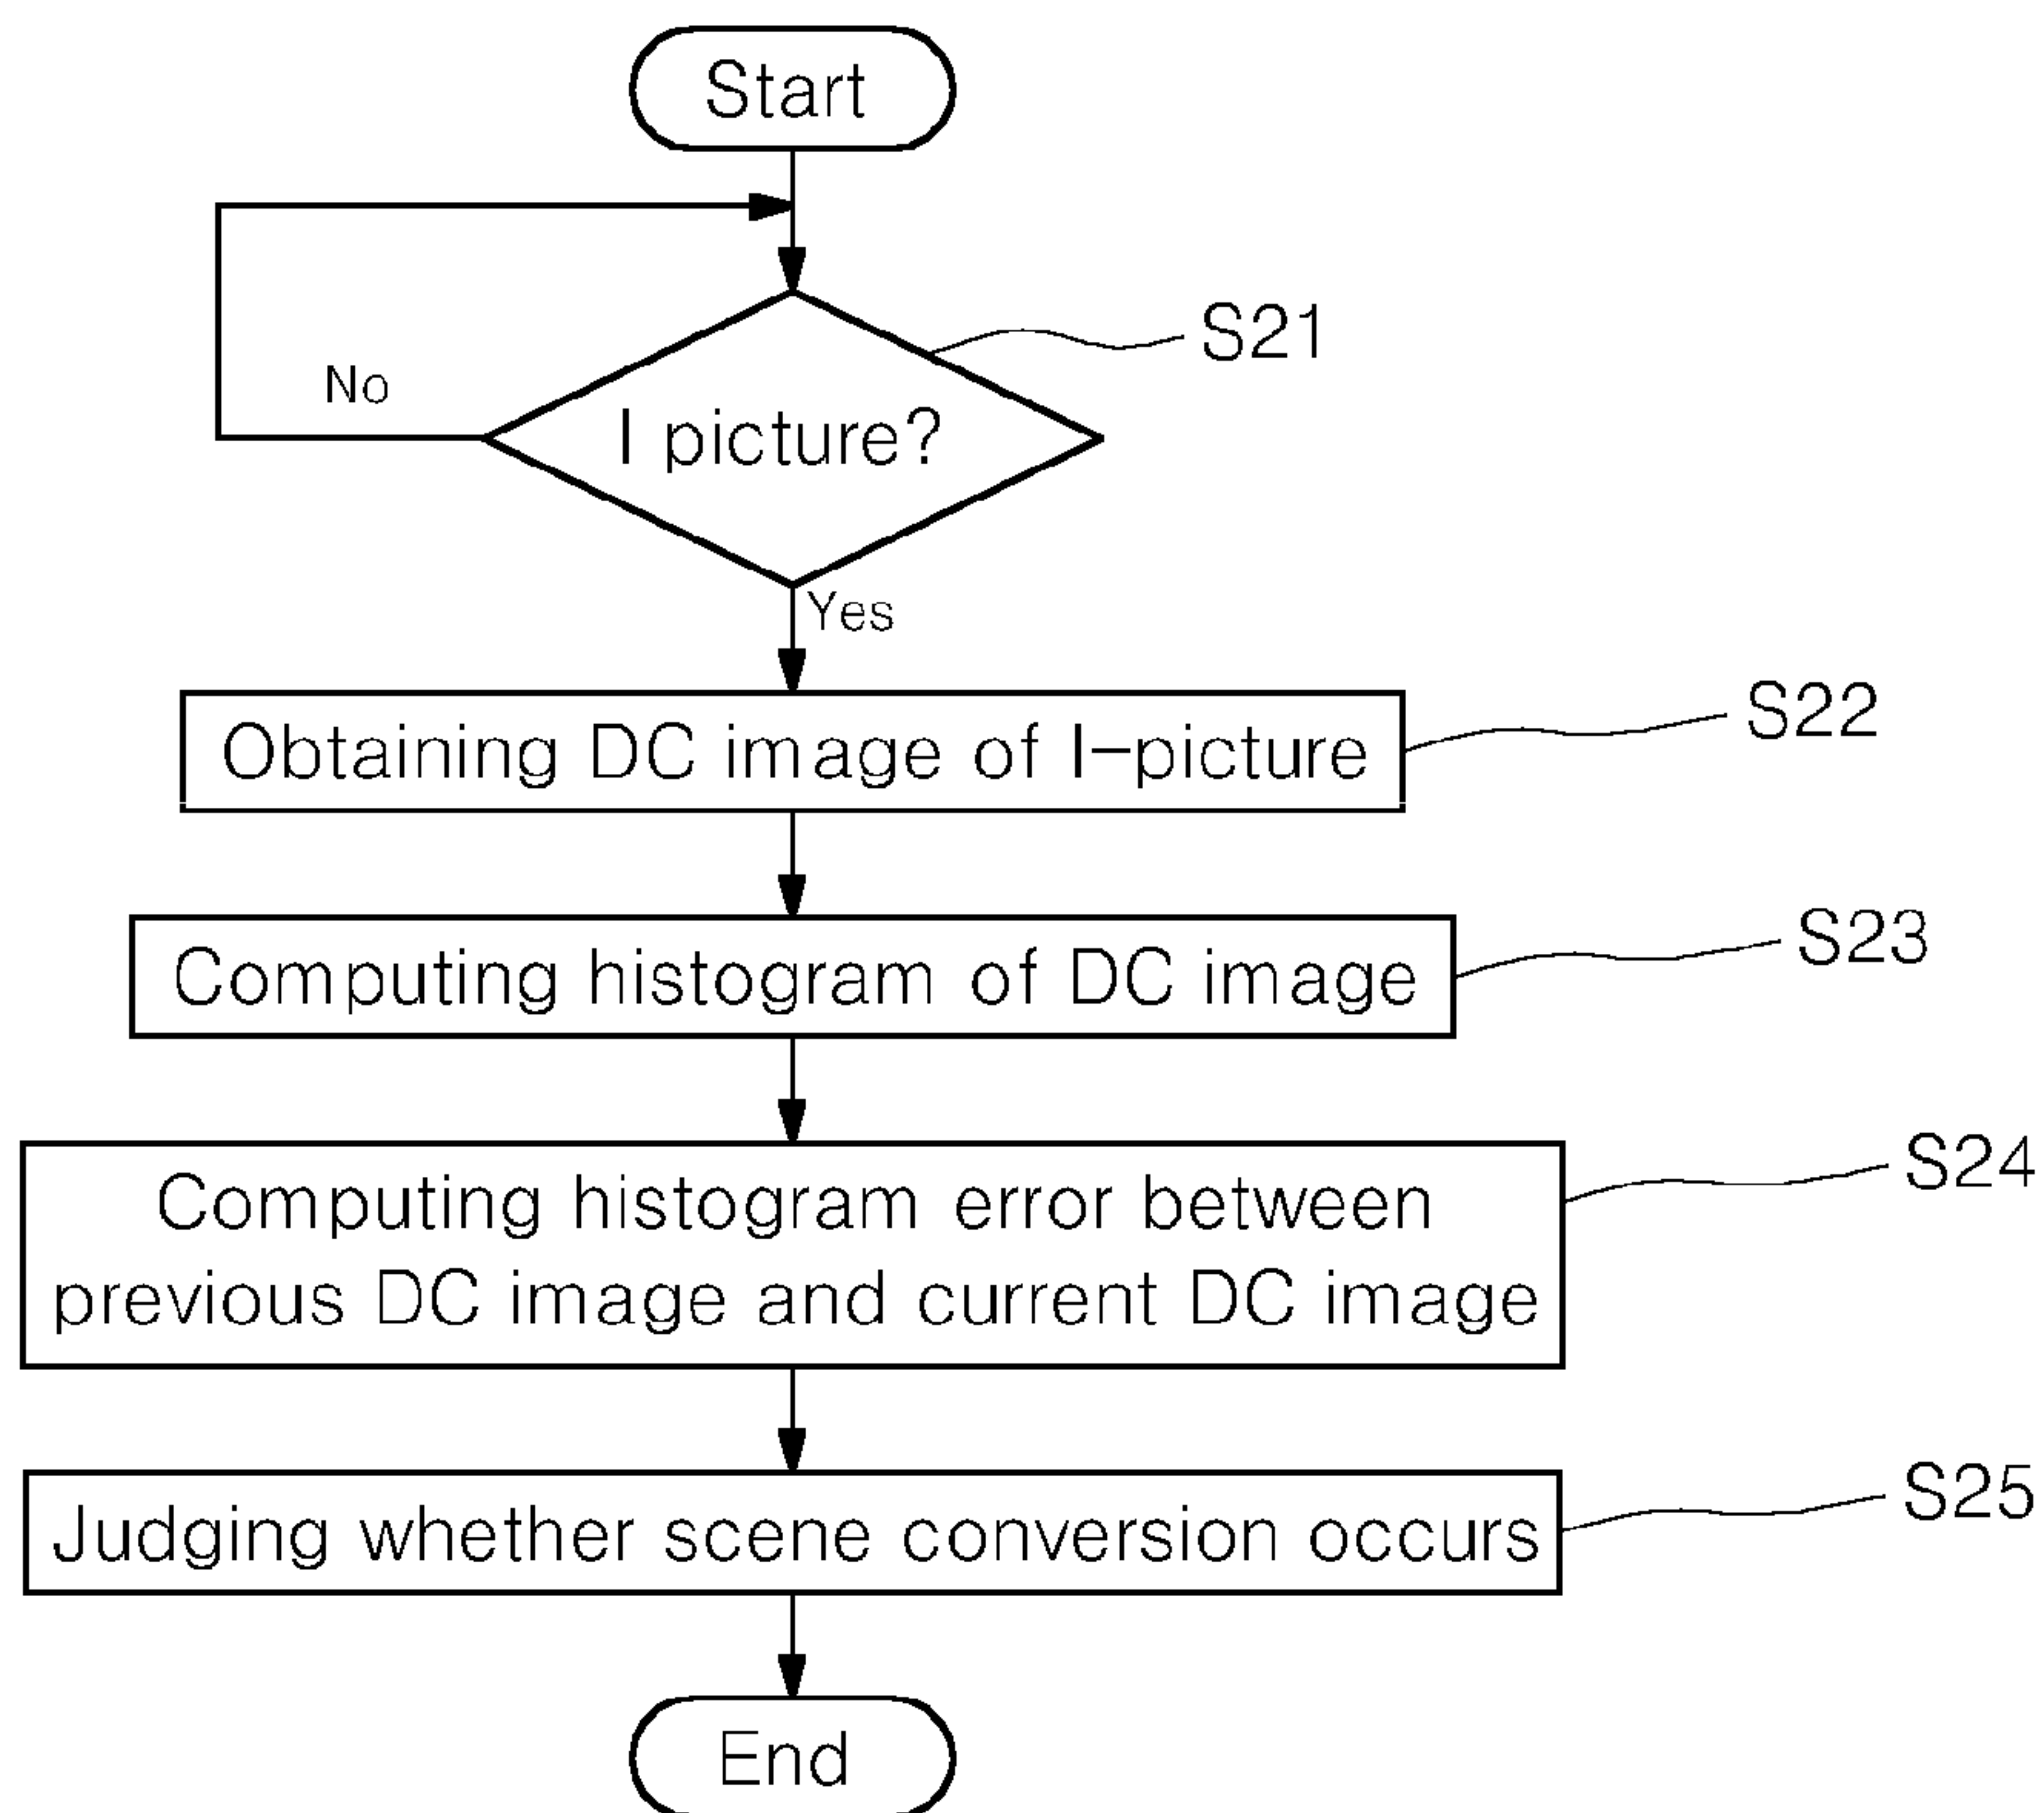 Start
S21
No
I picture?
Yes
S22
Obtaining DC image of I-picture
S23
Computing histogram of DC image
S24
Computing histogram error between
previous DC image and current DC image
S25
Judging whether scene conversion occurs
End